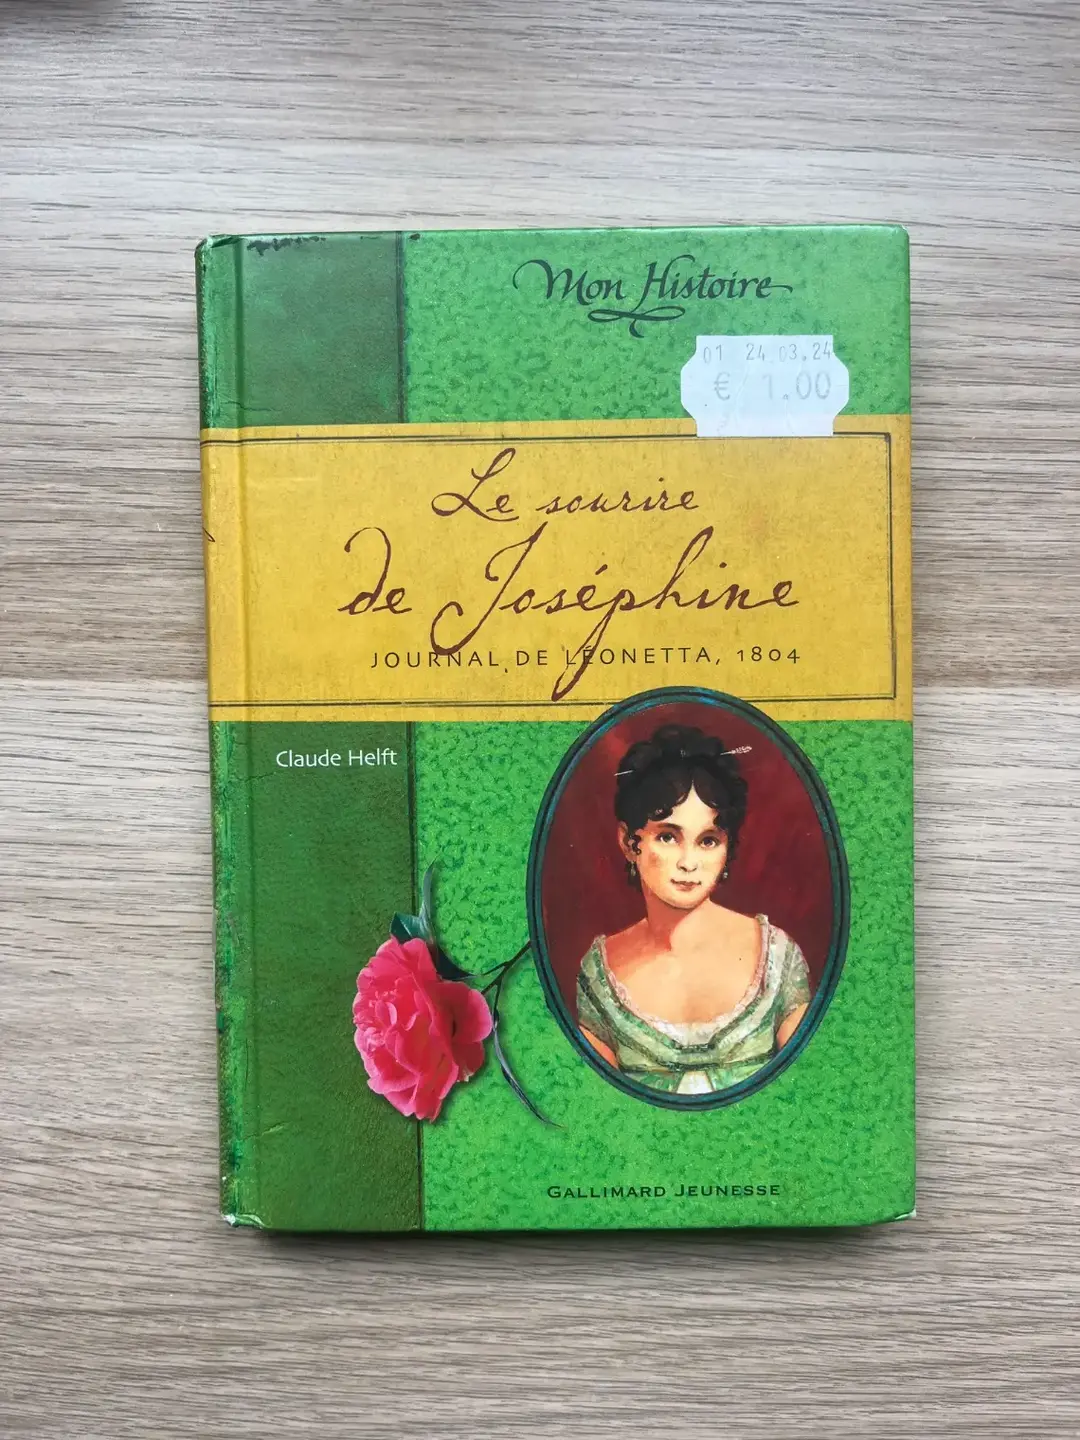 Mon Histoire
01 24.03.24
€ 1.00
Le sourire
de Joséphine
JOURNAL DE LÉONETTA, 1804
Claude Helft
GALLIMARD JEUNESSE